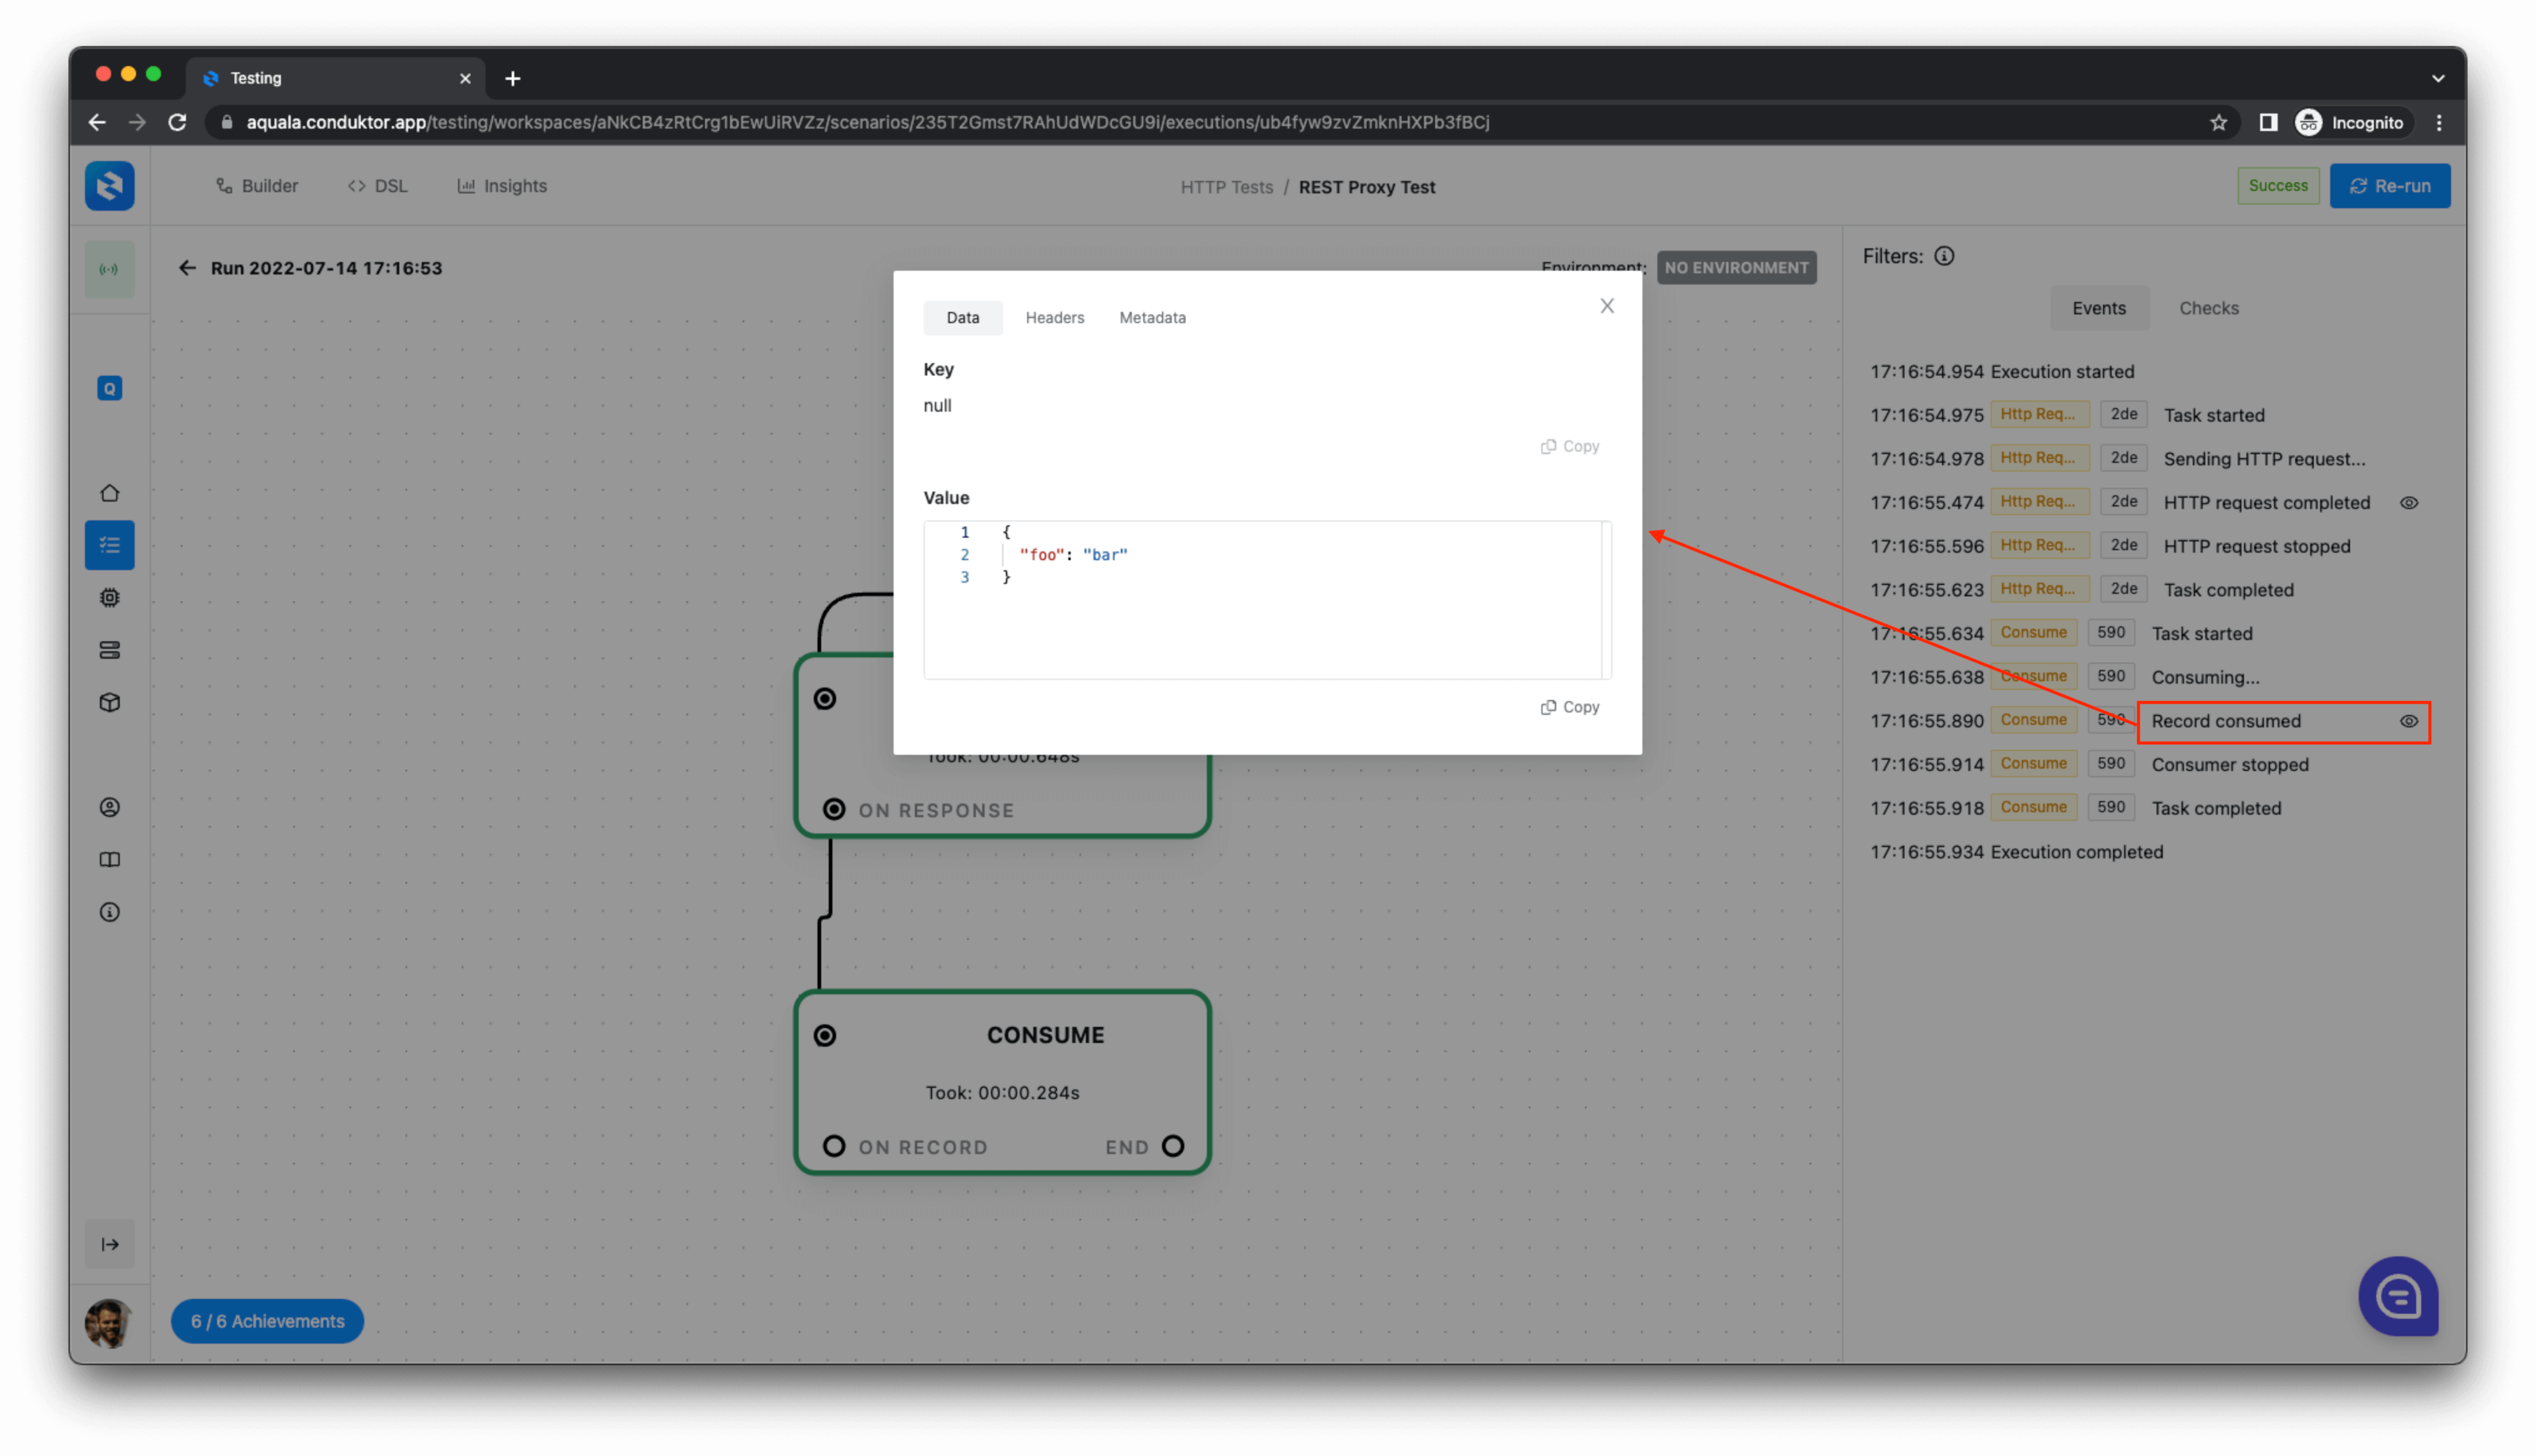 Testing
aquala.conduktor.app/testing/workspaces/aNkCB4zRtCrg1bEwUiRVZz/scenarios/235T2Gmst7RAhUdWDcGU9i/executions/ub4fyw9zvZmknHXPb3fBCj
Incognito
Builder
DSL
Insights
HTTP Tests / REST Proxy Test
Success
Re-run
Run 2022-07-14 17:16:53
Environment:
NO ENVIRONMENT
Q
Data
Headers
Metadata
Key
null
Copy
Value
1 {
2 "foo": "bar"
3 }
Copy
Took: 00:00.648s
ON RESPONSE
CONSUME
Took: 00:00.284s
ON RECORD
END
Filters:
Events
Checks
17:16:54.954 Execution started
17:16:54.975 Http Req... 2de Task started
17:16:54.978 Http Req... 2de Sending HTTP request...
17:16:55.474 Http Req... 2de HTTP request completed
17:16:55.596 Http Req... 2de HTTP request stopped
17:16:55.623 Http Req... 2de Task completed
17:16:55.634 Consume 590 Task started
17:16:55.638 Consume 590 Consuming...
17:16:55.890 Consume 590 Record consumed
17:16:55.914 Consume 590 Consumer stopped
17:16:55.918 Consume 590 Task completed
17:16:55.934 Execution completed
6 / 6 Achievements